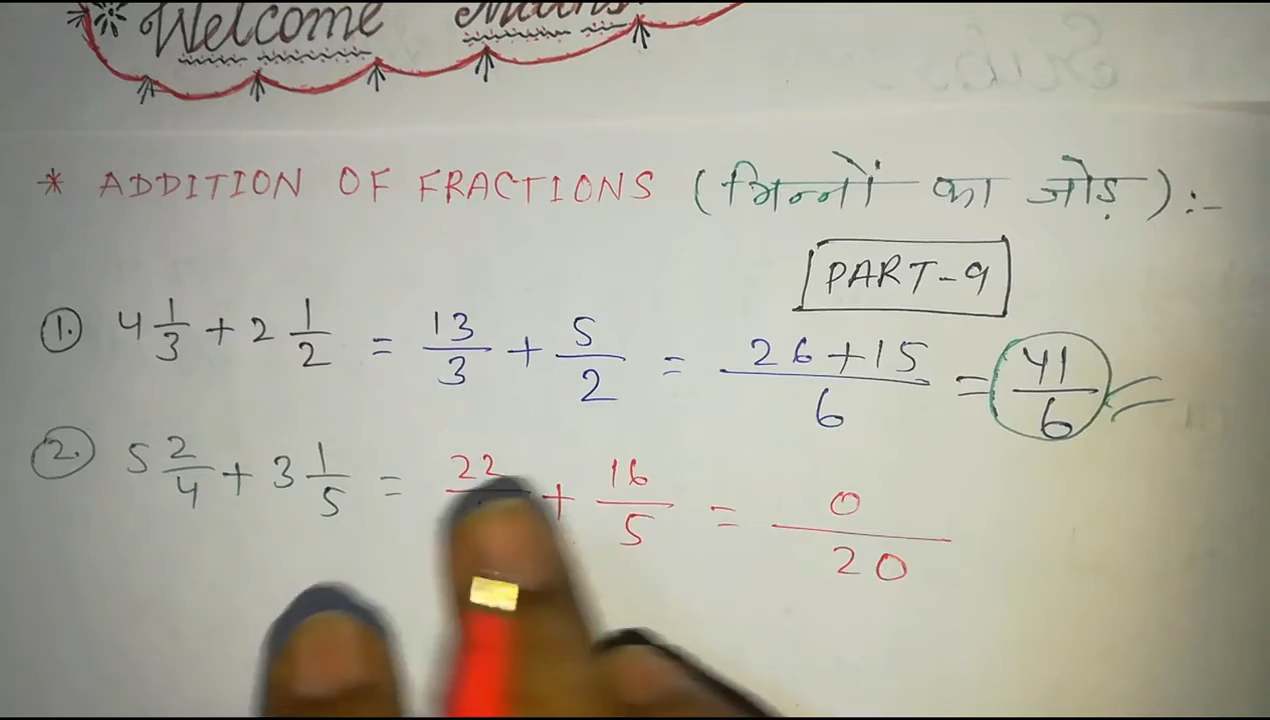 Welcome Maths
* ADDITION OF FRACTIONS (भिन्नों का जोड़) :-
PART-9
1. 4 1/3 + 2 1/2 = 13/3 + 5/2 = 26+15/6 = 41/6
2. 5 2/4 + 3 1/5 = 22/ + 16/5 = 0/20